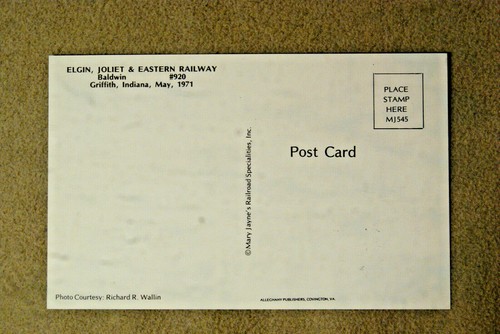 ELGIN, JOLIET & EASTERN RAILWAY
Baldwin #920
Griffith, Indiana, May, 1971
PLACE
STAMP
HERE
MJ545
Post Card
©Mary Jayne's Railroad Specialities, Inc.
Photo Courtesy: Richard R. Wallin
ALLEGHANY PUBLISHERS, COVINGTON, VA.